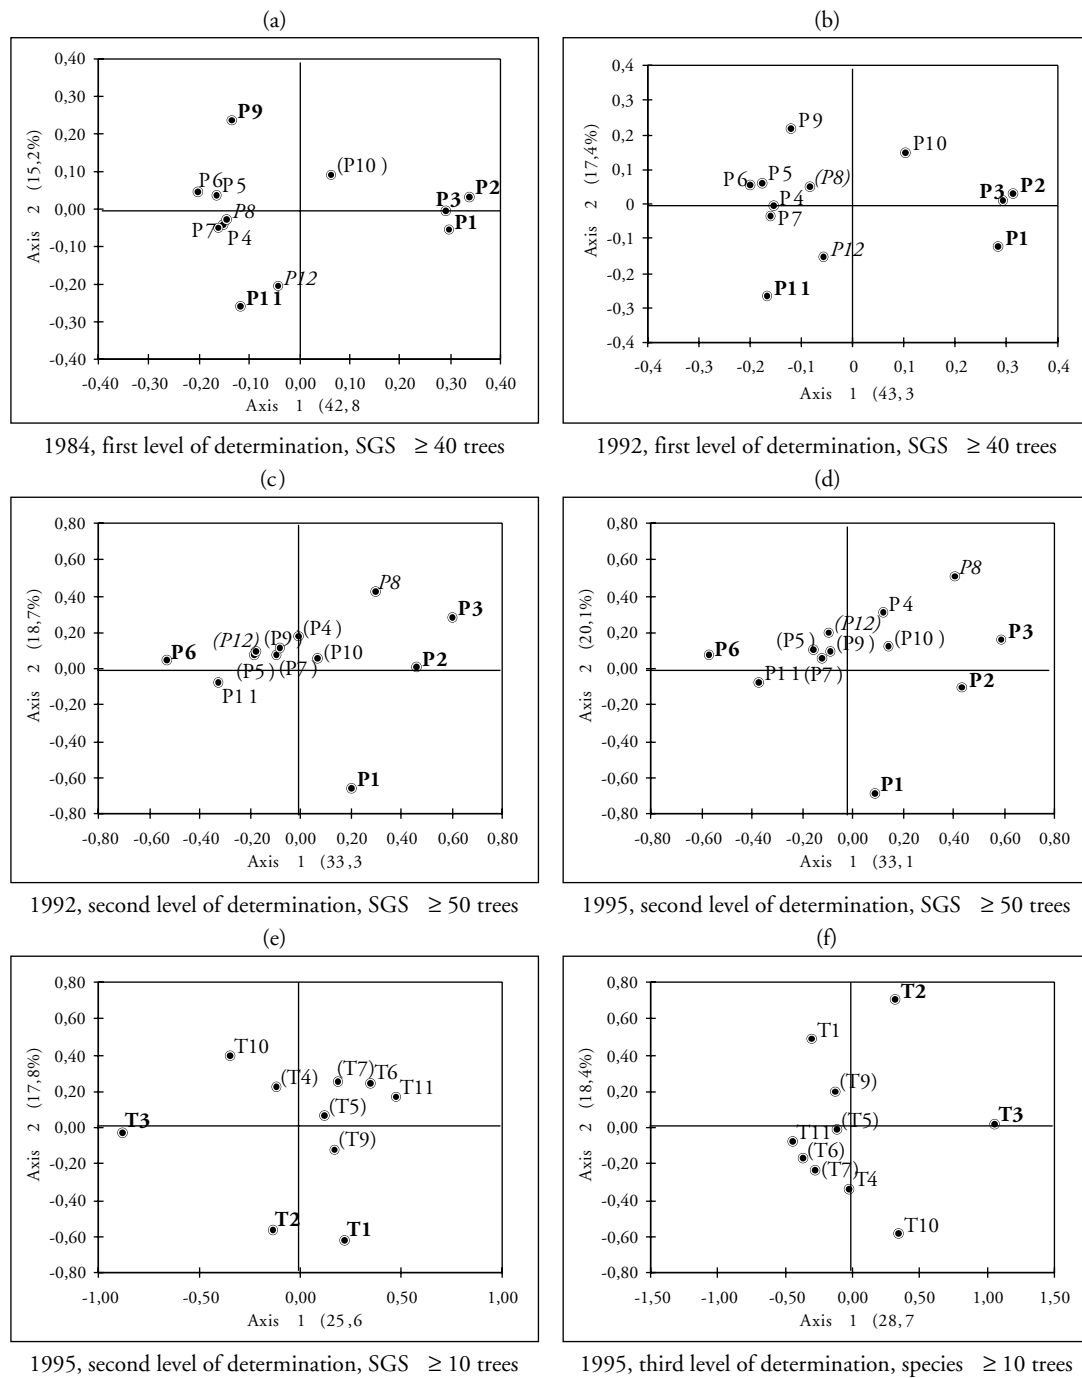 (a)
0,40
0,30
0,20
0,10
0,00
-0,10
-0,20
-0,30
-0,40
Axis 2 (15,2%)
P9
(P10 )
P6
P5
P2
P3
P1
P8
P7
P4
P12
P11
-0,40 -0,30 -0,20 -0,10 0,00 0,10 0,20 0,30 0,40
Axis 1 (42,8
1984, first level of determination, SGS ≥ 40 trees
(b)
0,4
0,3
0,2
0,1
0
-0,1
-0,2
-0,3
-0,4
Axis 2 (17,4%)
P9
P10
P6
P5
(P8)
P3
P2
P4
P7
P1
P12
P11
-0,4 -0,3 -0,2 -0,1 0 0,1 0,2 0,3 0,4
Axis 1 (43,3
1992, first level of determination, SGS ≥ 40 trees
(c)
0,80
0,60
0,40
0,20
0,00
-0,20
-0,40
-0,60
-0,80
Axis 2 (18,7%)
P8
P3
(P4)
(P12)
(P9)
(P10
P6
P2
(P5)
(P7)
P11
P1
-0,80 -0,60 -0,40 -0,20 0,00 0,20 0,40 0,60 0,80
Axis 1 (33,3
1992, second level of determination, SGS ≥ 50 trees
(d)
0,80
0,60
0,40
0,20
0,00
-0,20
-0,40
-0,60
-0,80
Axis 2 (20,1%)
P8
P4
(P12)
(P5)
(P9)
(P10)
P3
P6
P11
(P7)
P2
P1
-0,80 -0,60 -0,40 -0,20 0,00 0,20 0,40 0,60 0,80
Axis 1 (33,1
1995, second level of determination, SGS ≥ 50 trees
(e)
0,80
0,60
0,40
0,20
0,00
-0,20
-0,40
-0,60
-0,80
Axis 2 (17,8%)
T10
(T4)
(T7)
T6
T11
(T5)
T3
(T9)
T2
T1
-1,00 -0,50 0,00 0,50 1,00
Axis 1 (25,6
1995, second level of determination, SGS ≥ 10 trees
(f)
0,80
0,60
0,40
0,20
0,00
-0,20
-0,40
-0,60
-0,80
Axis 2 (18,4%)
T2
T1
(T9)
(T5)
T3
T11
(T6)
(T7)
T4
T10
-1,50 -1,00 -0,50 0,00 0,50 1,00 1,50
Axis 1 (28,7
1995, third level of determination, species ≥ 10 trees